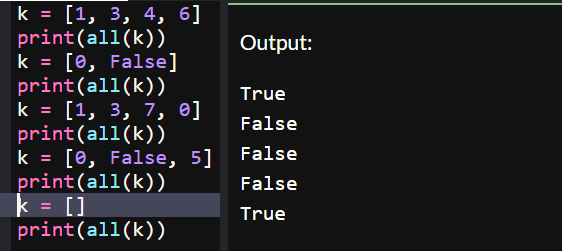 k = [1, 3, 4, 6]
print(all(k))
k = [0, False]
print(all(k))
k = [1, 3, 7, 0]
print(all(k))
k = [0, False, 5]
print(all(k))
k = []
print(all(k))
Output:
True
False
False
False
True